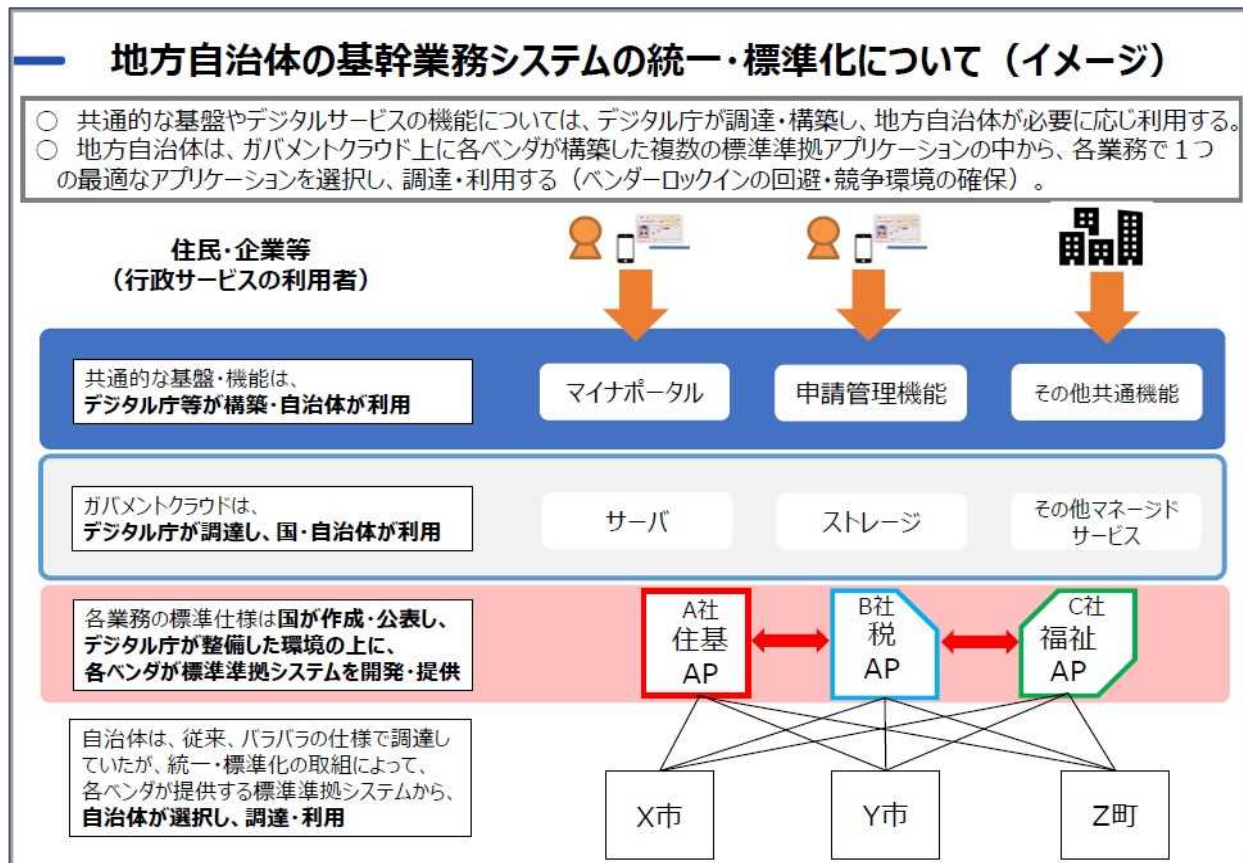 地方自治体の基幹業務システムの統一・標準化について（イメージ）
○ 共通的な基盤やデジタルサービスの機能については、デジタル庁が調達・構築し、地方自治体が必要に応じ利用する。
○ 地方自治体は、ガバメントクラウド上に各ベンダが構築した複数の標準準拠アプリケーションの中から、各業務で１つ
の最適なアプリケーションを選択し、調達・利用する（ベンダーロックインの回避・競争環境の確保）。
住民・企業等
（行政サービスの利用者）
共通的な基盤・機能は、
デジタル庁等が構築・自治体が利用
マイナポータル
申請管理機能
その他共通機能
ガバメントクラウドは、
デジタル庁が調達し、国・自治体が利用
サーバ
ストレージ
その他マネージド
サービス
各業務の標準仕様は国が作成・公表し、
デジタル庁が整備した環境の上に、
各ベンダが標準準拠システムを開発・提供
A社
住基
AP
B社
税
AP
C社
福祉
AP
自治体は、従来、バラバラの仕様で調達し
ていたが、統一・標準化の取組によって、
各ベンダが提供する標準準拠システムから、
自治体が選択し、調達・利用
X市
Y市
Z町